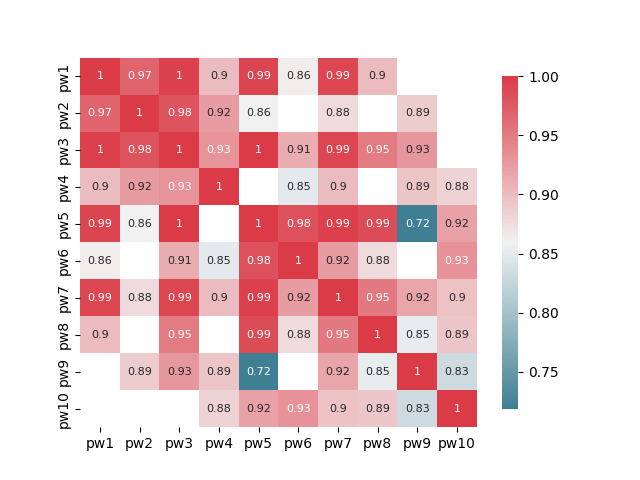 pw1 1 0.97 1 0.9 0.99 0.86 0.99 0.9
pw2 0.97 1 0.98 0.92 0.86 0.88 0.89
pw3 1 0.98 1 0.93 1 0.91 0.99 0.95 0.93
pw4 0.9 0.92 0.93 1 0.85 0.9 0.89 0.88
pw5 0.99 0.86 1 1 0.98 0.99 0.99 0.72 0.92
pw6 0.86 0.91 0.85 0.98 1 0.92 0.88 0.93
pw7 0.99 0.88 0.99 0.9 0.99 0.92 1 0.95 0.92 0.9
pw8 0.9 0.95 0.99 0.88 0.95 1 0.85 0.89
pw9 0.89 0.93 0.89 0.72 0.92 0.85 1 0.83
pw10 0.88 0.92 0.93 0.9 0.89 0.83 1
pw1 pw2 pw3 pw4 pw5 pw6 pw7 pw8 pw9 pw10
1.00
0.95
0.90
0.85
0.80
0.75